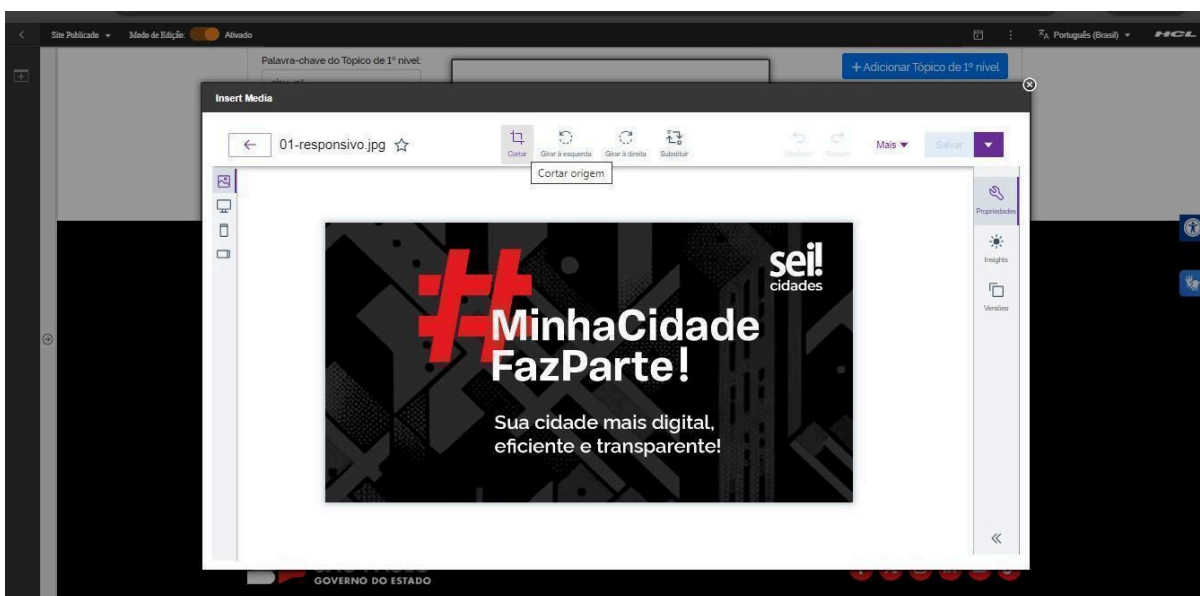 Site Publicado
Modo de Edição:
Ativado
Português (Brasil)
HCL
Palavra-chave do Tópico de 1º nível:
+ Adicionar Tópico de 1º nível
Insert Media
01-responsivo.jpg
Cortar
Girar à esquerda
Girar à direita
Substituir
Mais
Salvar
Cortar origem
Propriedades
Insights
Versões
sei!
cidades
#MinhaCidade
FazParte!
Sua cidade mais digital,
eficiente e transparente!
GOVERNO DO ESTADO